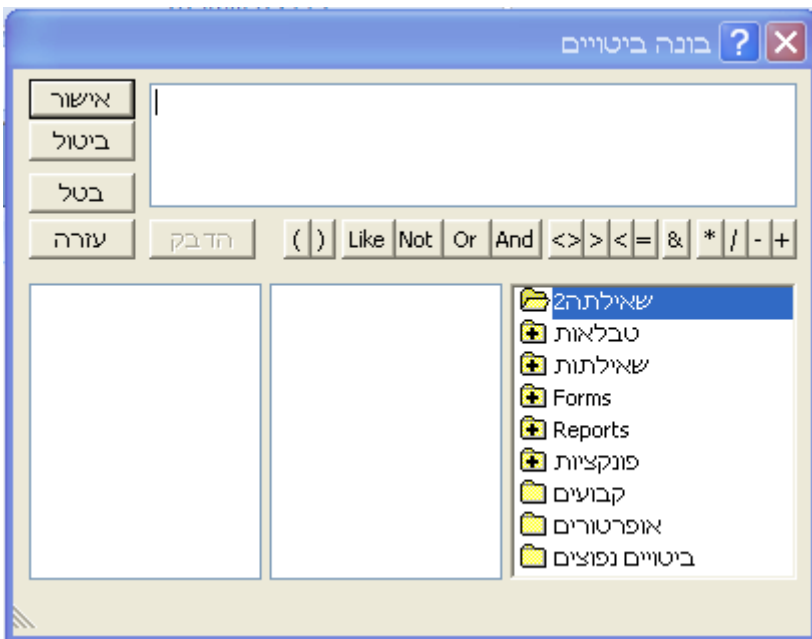 בונה ביטויים
אישור
ביטול
בטל
עזרה
הדבק
( ) Like Not Or And <> > < = & * / - +
שאילתה2
טבלאות
שאילתות
Forms
Reports
פונקציות
קבועים
אופרטורים
ביטויים נפוצים